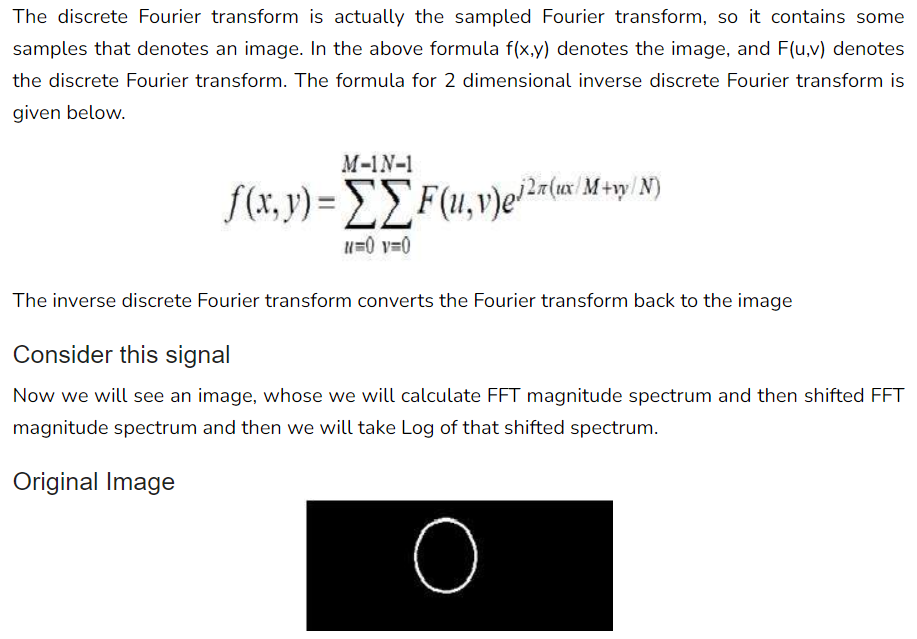 The discrete Fourier transform is actually the sampled Fourier transform, so it contains some
samples that denotes an image. In the above formula f(x,y) denotes the image, and F(u,v) denotes
the discrete Fourier transform. The formula for 2 dimensional inverse discrete Fourier transform is
given below.
M-1 N-1
f(x,y) = ∑ ∑ F(u,v)e^j2π(ux/M+vy/N)
u=0 v=0
The inverse discrete Fourier transform converts the Fourier transform back to the image
Consider this signal
Now we will see an image, whose we will calculate FFT magnitude spectrum and then shifted FFT
magnitude spectrum and then we will take Log of that shifted spectrum.
Original Image